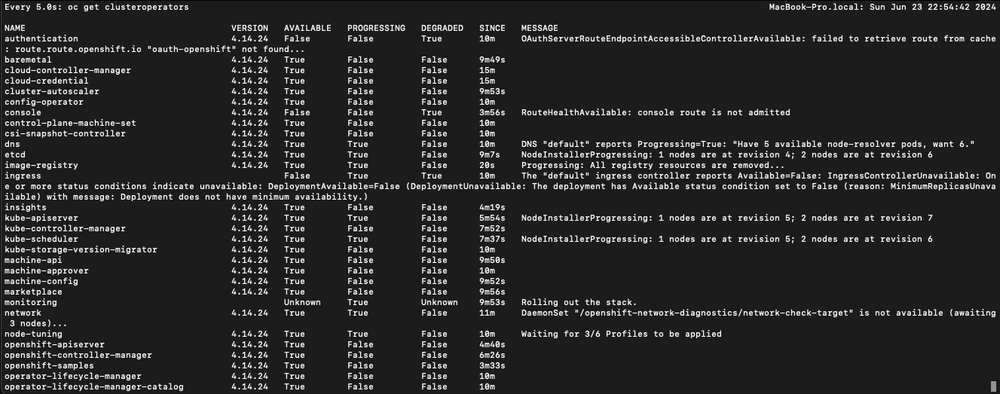 Every 5.0s: oc get clusteroperators MacBook-Pro.local: Sun Jun 23 22:54:42 2024
NAME VERSION AVAILABLE PROGRESSING DEGRADED SINCE MESSAGE
authentication 4.14.24 False False True 10m OAuthServerRouteEndpointAccessibleControllerAvailable: failed to retrieve route from cache
: route.route.openshift.io "oauth-openshift" not found...
baremetal 4.14.24 True False False 9m49s
cloud-controller-manager 4.14.24 True False False 15m
cloud-credential 4.14.24 True False False 15m
cluster-autoscaler 4.14.24 True False False 9m53s
config-operator 4.14.24 True False False 10m
console 4.14.24 False False True 3m56s RouteHealthAvailable: console route is not admitted
control-plane-machine-set 4.14.24 True False False 10m
csi-snapshot-controller 4.14.24 True False False 10m
dns 4.14.24 True True False 10m DNS "default" reports Progressing=True: "Have 5 available node-resolver pods, want 6."
etcd 4.14.24 True True False 9m7s NodeInstallerProgressing: 1 nodes are at revision 4; 2 nodes are at revision 6
image-registry 4.14.24 True True False 20s Progressing: All registry resources are removed...
ingress False True True 10m The "default" ingress controller reports Available=False: IngressControllerUnavailable: On
e or more status conditions indicate unavailable: DeploymentAvailable=False (DeploymentUnavailable: The deployment has Available status condition set to False (reason: MinimumReplicasUnava
ilable) with message: Deployment does not have minimum availability.)
insights 4.14.24 True False False 4m19s
kube-apiserver 4.14.24 True True False 5m54s NodeInstallerProgressing: 1 nodes are at revision 5; 2 nodes are at revision 7
kube-controller-manager 4.14.24 True False False 7m52s
kube-scheduler 4.14.24 True True False 7m37s NodeInstallerProgressing: 1 nodes are at revision 5; 2 nodes are at revision 6
kube-storage-version-migrator 4.14.24 True False False 10m
machine-api 4.14.24 True False False 9m50s
machine-approver 4.14.24 True False False 10m
machine-config 4.14.24 True False False 9m52s
marketplace 4.14.24 True False False 9m56s
monitoring Unknown True Unknown 9m53s Rolling out the stack.
network 4.14.24 True True False 11m DaemonSet "/openshift-network-diagnostics/network-check-target" is not available (awaiting
3 nodes)...
node-tuning 4.14.24 True True False 10m Waiting for 3/6 Profiles to be applied
openshift-apiserver 4.14.24 True False False 4m40s
openshift-controller-manager 4.14.24 True False False 6m26s
openshift-samples 4.14.24 True False False 3m33s
operator-lifecycle-manager 4.14.24 True False False 10m
operator-lifecycle-manager-catalog 4.14.24 True False False 10m